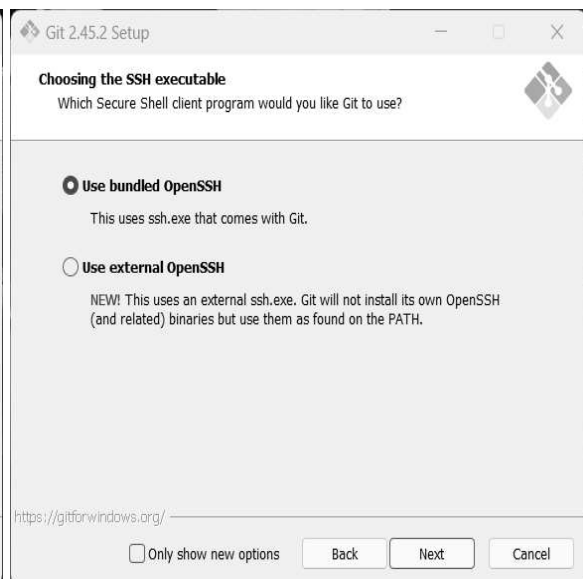 Git 2.45.2 Setup
Choosing the SSH executable
Which Secure Shell client program would you like Git to use?
Use bundled OpenSSH
This uses ssh.exe that comes with Git.
Use external OpenSSH
NEW! This uses an external ssh.exe. Git will not install its own OpenSSH
(and related) binaries but use them as found on the PATH.
https://gitforwindows.org/
Only show new options Back Next Cancel